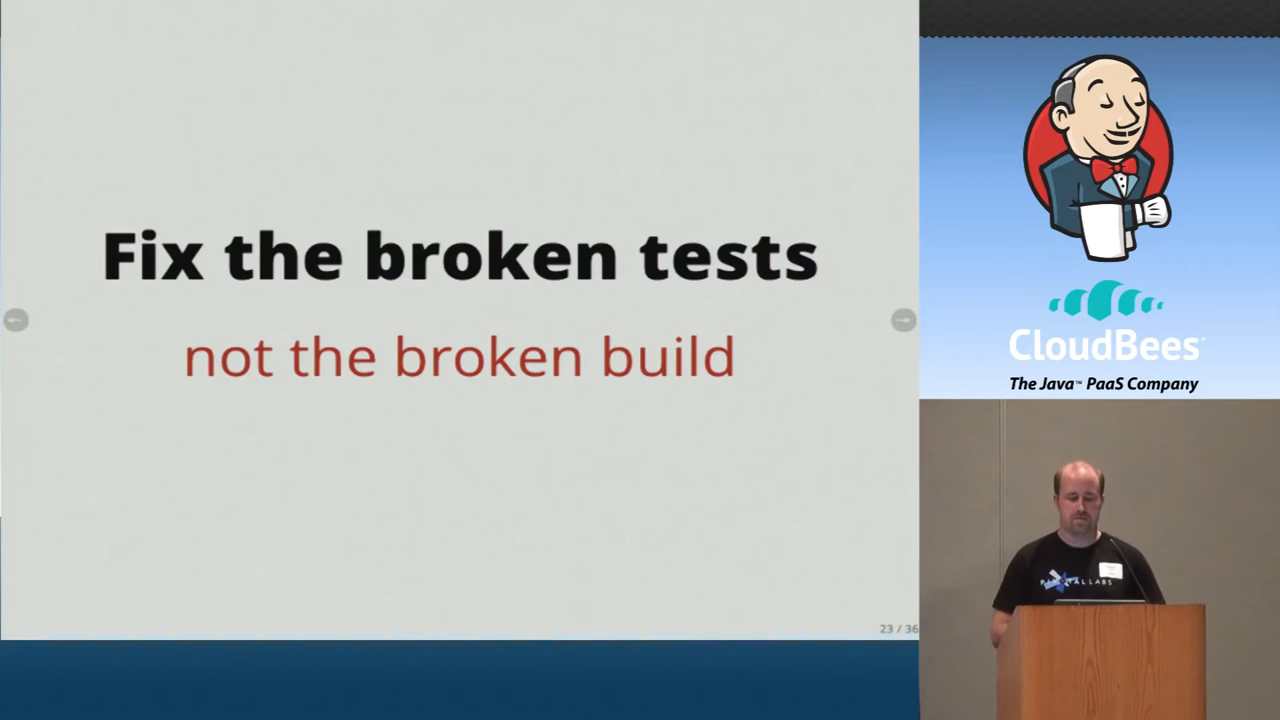 Fix the broken tests
not the broken build
23 / 36
CloudBees
The Java™ PaaS Company